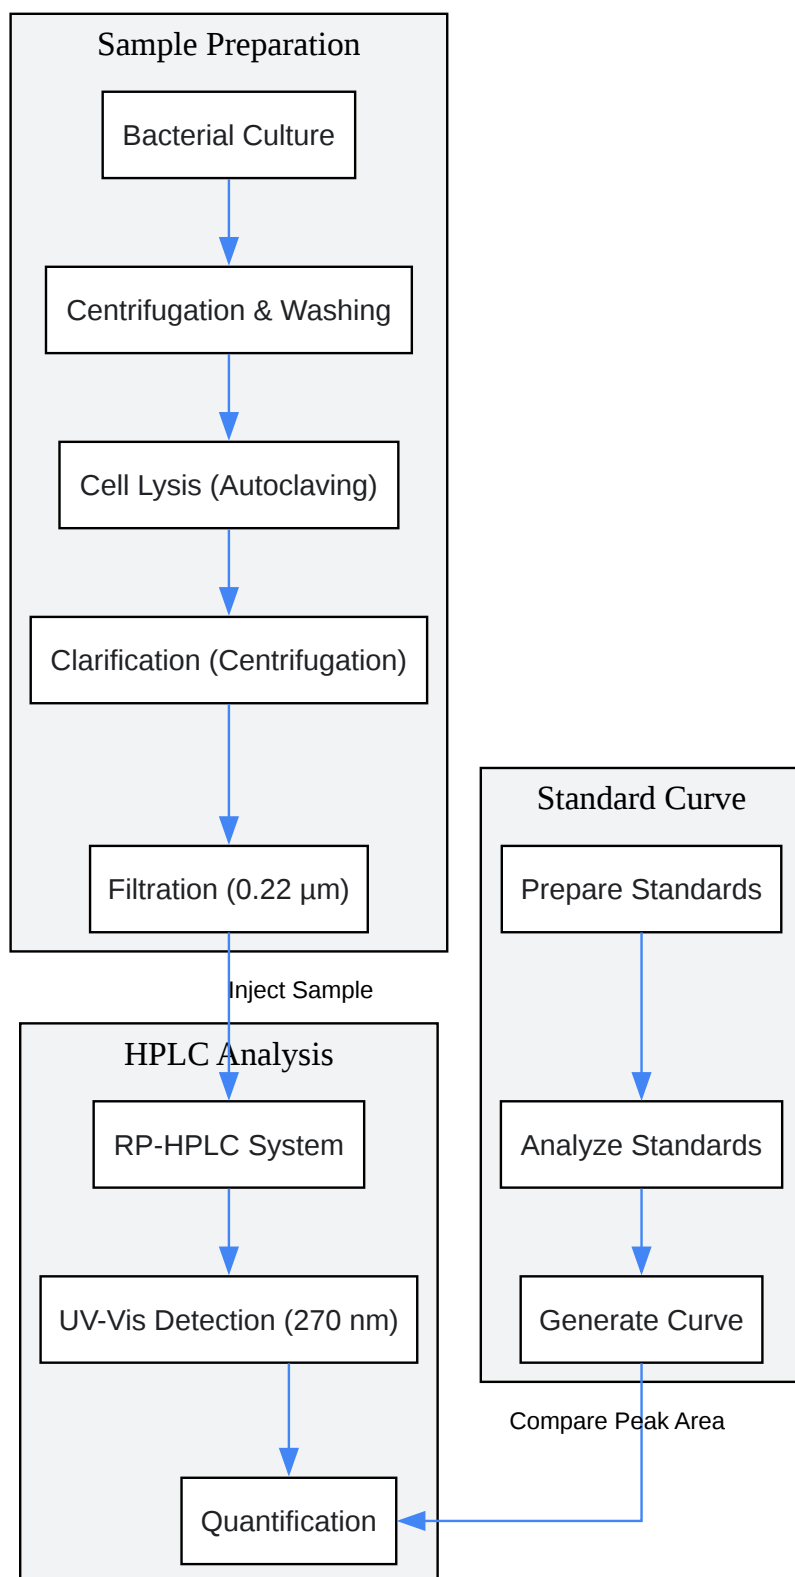 Sample Preparation
Bacterial Culture
Centrifugation & Washing
Cell Lysis (Autoclaving)
Clarification (Centrifugation)
Filtration (0.22 µm)
Inject Sample
HPLC Analysis
RP-HPLC System
UV-Vis Detection (270 nm)
Quantification
Standard Curve
Prepare Standards
Analyze Standards
Generate Curve
Compare Peak Area